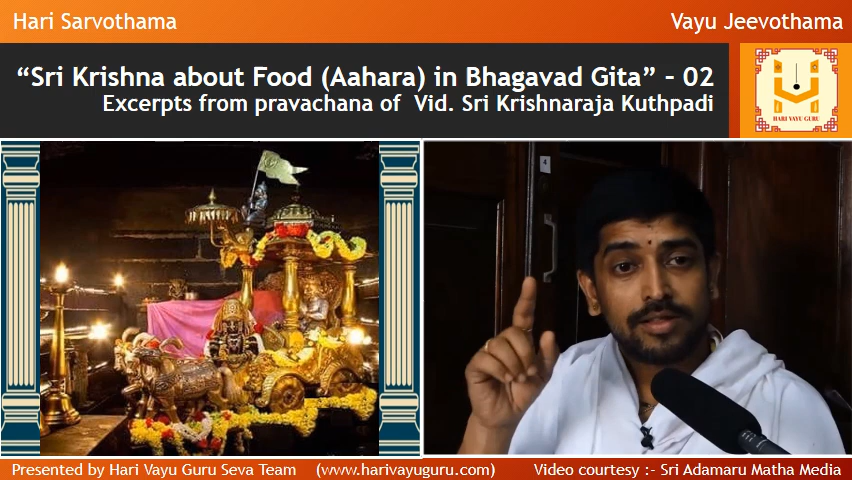 Hari Sarvothama
Vayu Jeevothama
“Sri Krishna about Food (Aahara) in Bhagavad Gita” – 02
Excerpts from pravachana of Vid. Sri Krishnaraja Kuthpadi
HARI VAYU GURU
4
Presented by Hari Vayu Guru Seva Team (www.harivayuguru.com)
Video courtesy :- Sri Adamaru Matha Media